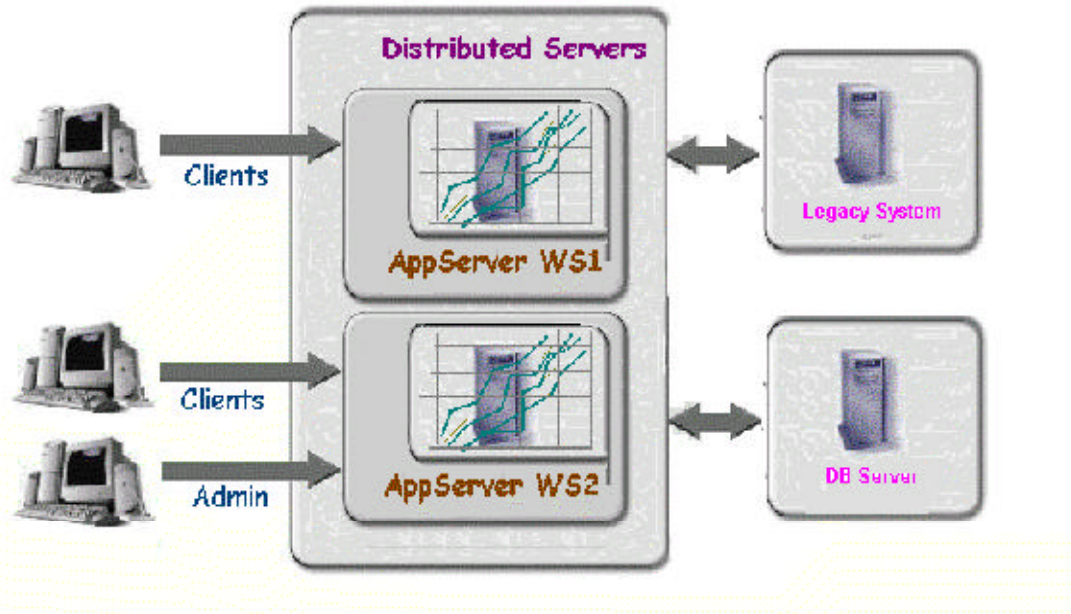 Distributed Servers
Clients
AppServer WS1
Legacy System
Clients
AppServer WS2
Admin
DB Server